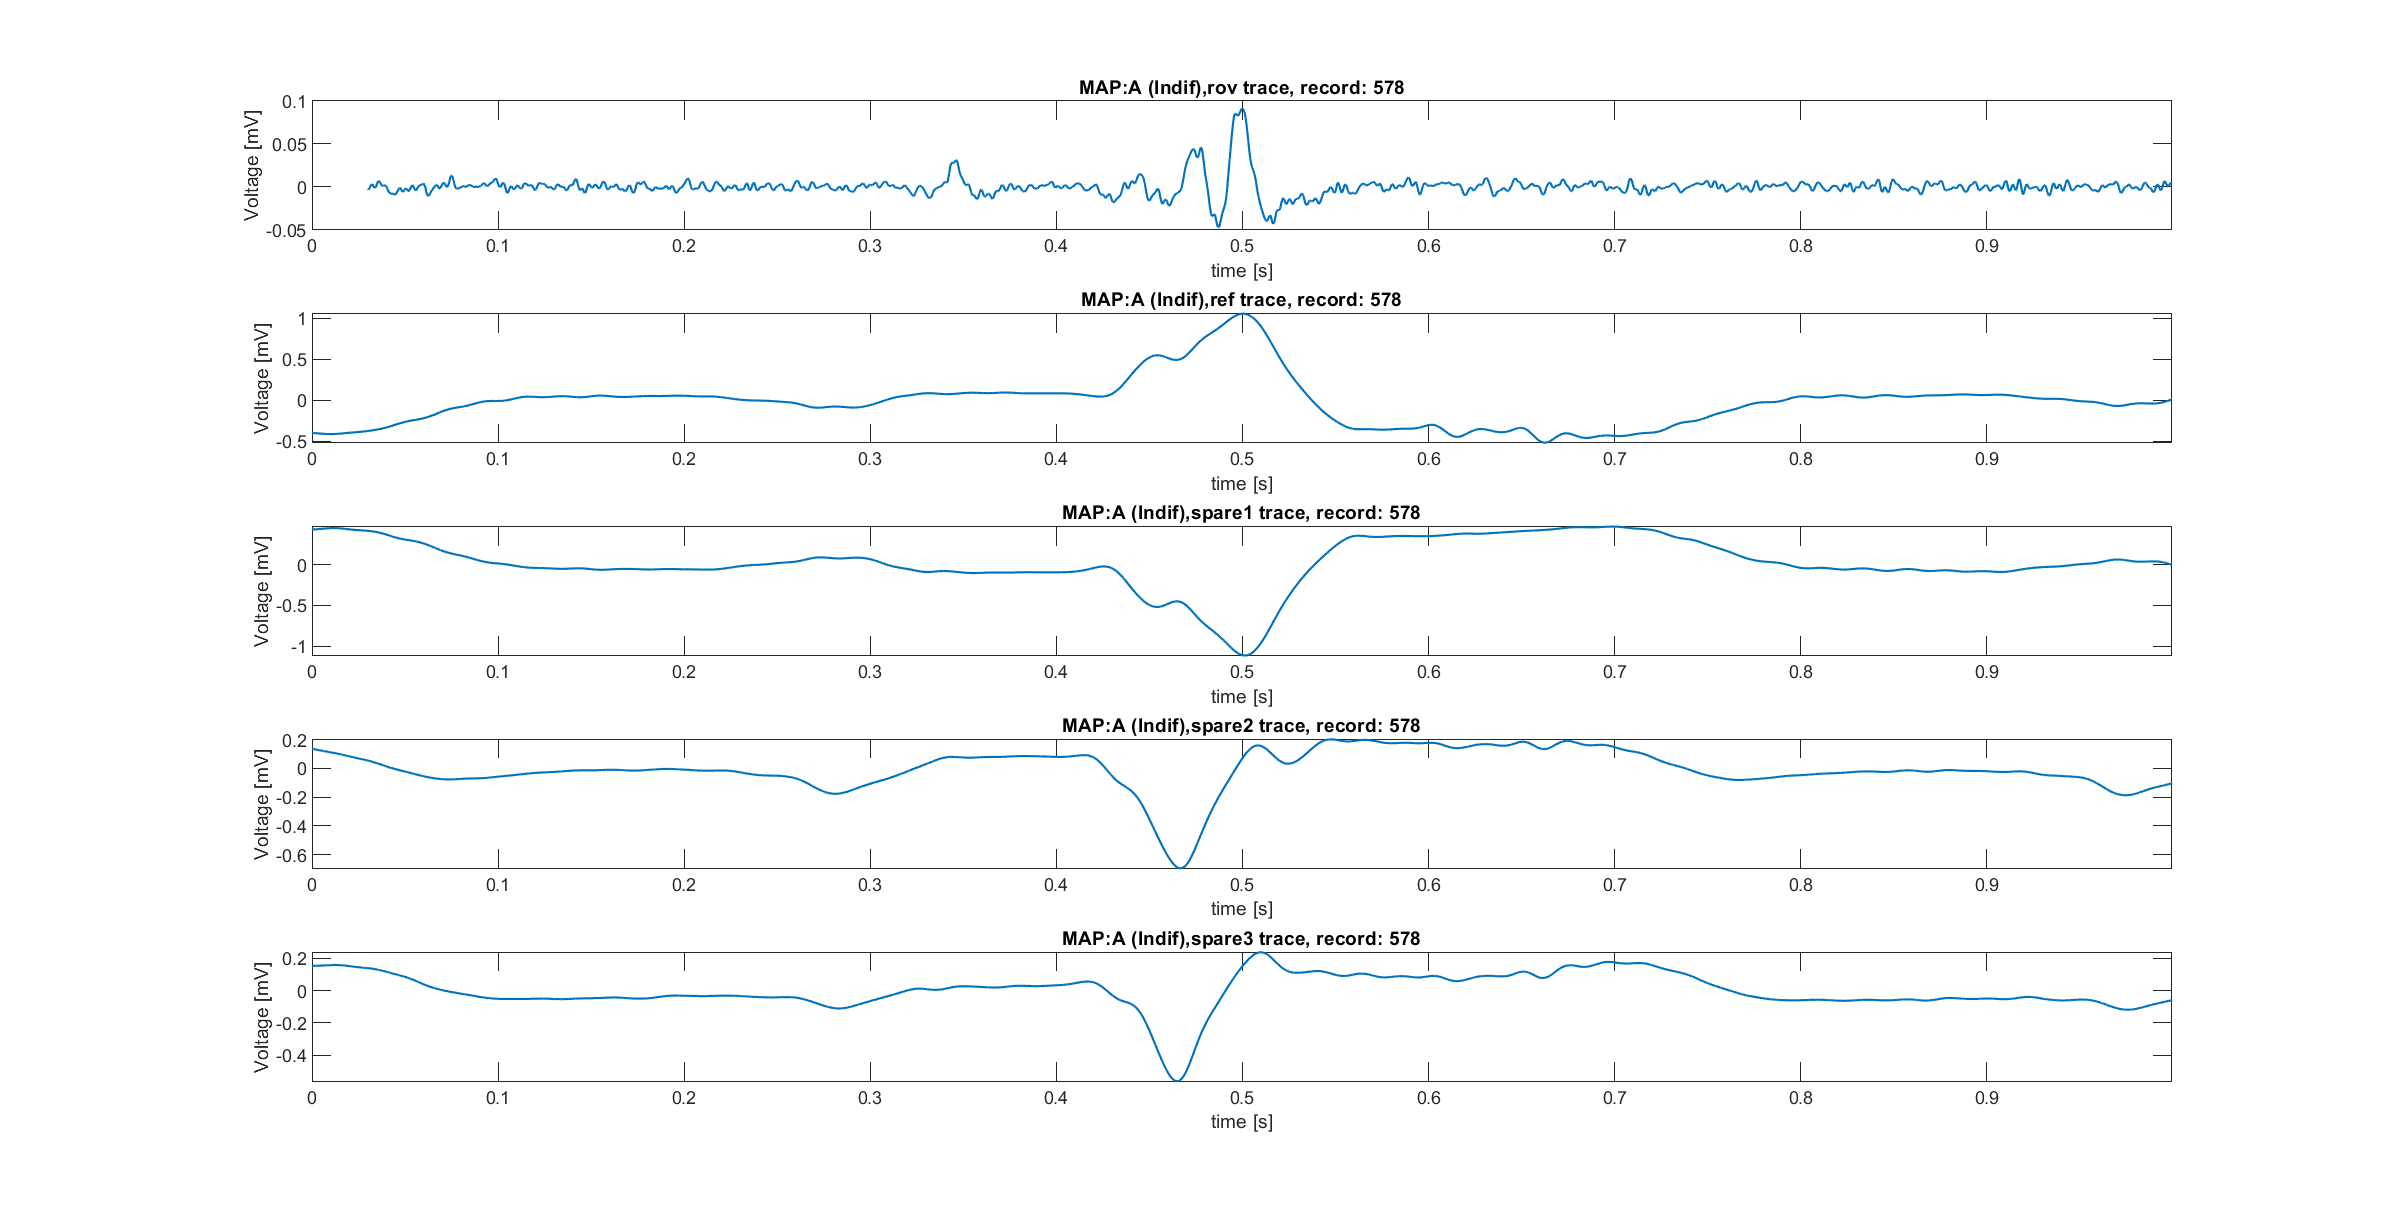 MAP:A (Indif),rov trace, record: 578
Voltage [mV]
0.1
0.05
0
-0.05
0 0.1 0.2 0.3 0.4 0.5 0.6 0.7 0.8 0.9
time [s]
MAP:A (Indif),ref trace, record: 578
Voltage [mV]
1
0.5
0
-0.5
0 0.1 0.2 0.3 0.4 0.5 0.6 0.7 0.8 0.9
time [s]
MAP:A (Indif),spare1 trace, record: 578
Voltage [mV]
0
-0.5
-1
0 0.1 0.2 0.3 0.4 0.5 0.6 0.7 0.8 0.9
time [s]
MAP:A (Indif),spare2 trace, record: 578
Voltage [mV]
0.2
0
-0.2
-0.4
-0.6
0 0.1 0.2 0.3 0.4 0.5 0.6 0.7 0.8 0.9
time [s]
MAP:A (Indif),spare3 trace, record: 578
Voltage [mV]
0.2
0
-0.2
-0.4
0 0.1 0.2 0.3 0.4 0.5 0.6 0.7 0.8 0.9
time [s]